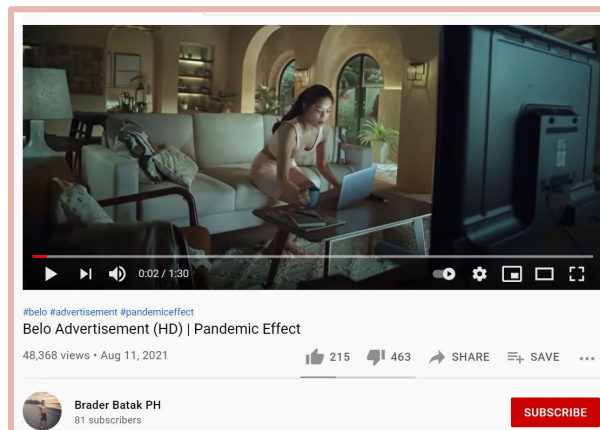 0:02 / 1:30
#belo #advertisement #pandemiceffect
Belo Advertisement (HD) | Pandemic Effect
48,368 views • Aug 11, 2021
215
463
SHARE
SAVE
Brader Batak PH
81 subscribers
SUBSCRIBE